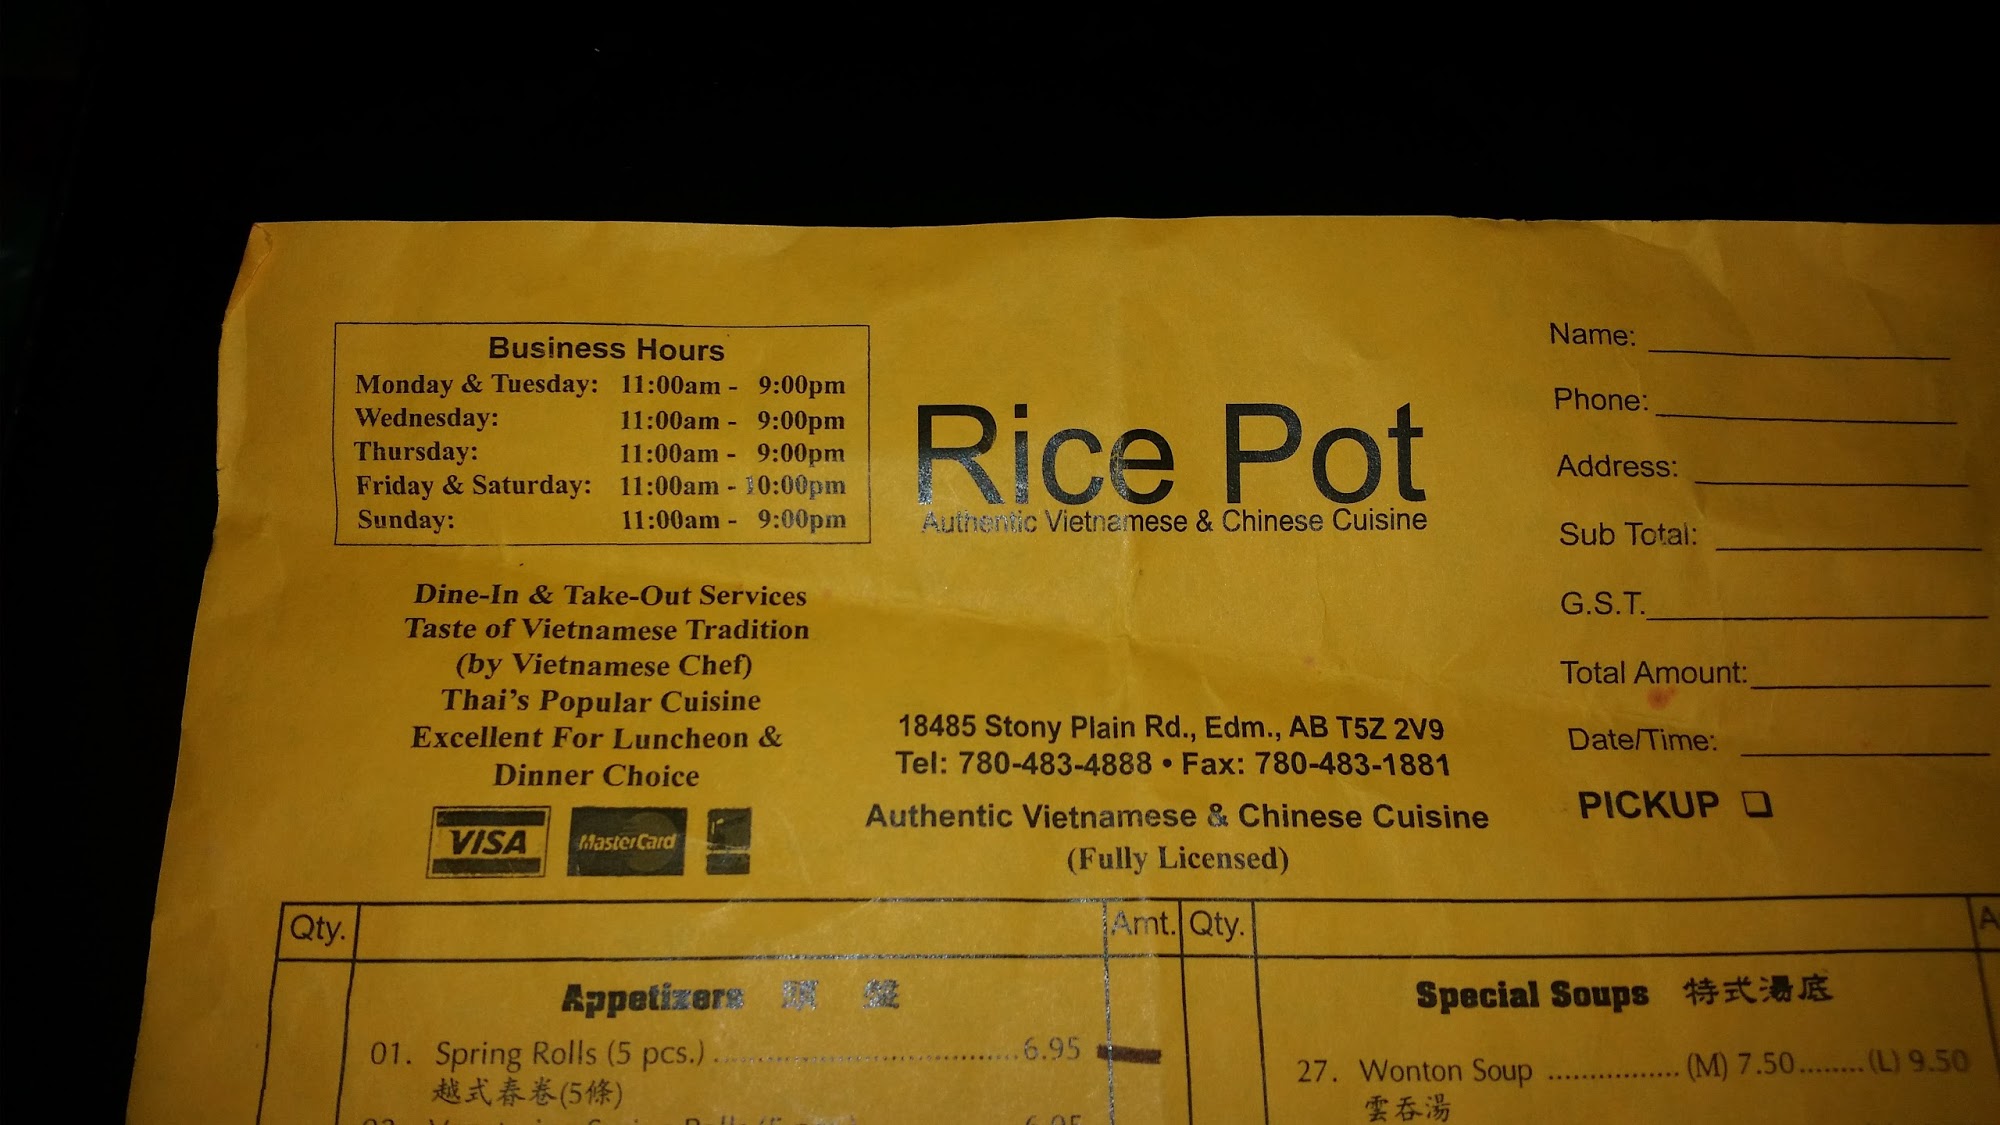 Business Hours
Monday & Tuesday: 11:00am - 9:00pm
Wednesday: 11:00am - 9:00pm
Thursday: 11:00am - 9:00pm
Friday & Saturday: 11:00am - 10:00pm
Sunday: 11:00am - 9:00pm
Dine-In & Take-Out Services
Taste of Vietnamese Tradition
(by Vietnamese Chef)
Thai's Popular Cuisine
Excellent For Luncheon &
Dinner Choice
VISA MasterCard
Rice Pot
Authentic Vietnamese & Chinese Cuisine
18485 Stony Plain Rd., Edm., AB T5Z 2V9
Tel: 780-483-4888 • Fax: 780-483-1881
Authentic Vietnamese & Chinese Cuisine
(Fully Licensed)
Name:
Phone:
Address:
Sub Total:
G.S.T.
Total Amount:
Date/Time:
PICKUP
Qty. Amt. Qty.
Appetizers 頭 盤
01. Spring Rolls (5 pcs.) 6.95
越式春卷(5條)
Special Soups 特式湯底
27. Wonton Soup (M) 7.50 (L) 9.50
雲吞湯